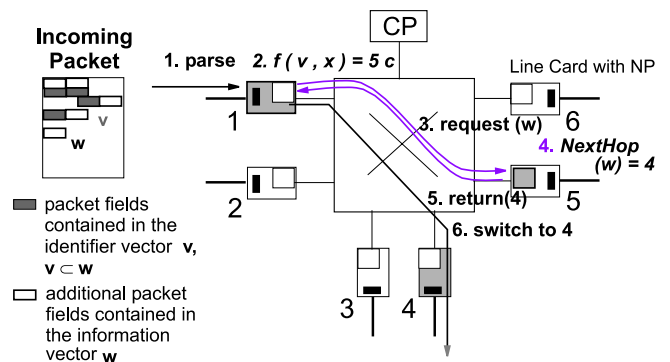 CP
Incoming
Packet
1. parse
2. f ( v , x ) = 5 c
Line Card with NP
v
w
1
3. request (w)
6
4. NextHop
(w) = 4
2
5. return(4)
5
6. switch to 4
packet fields
contained in the
identifier vector v,
v ⊂ w
additional packet
fields contained in
the information
vector w
3
4